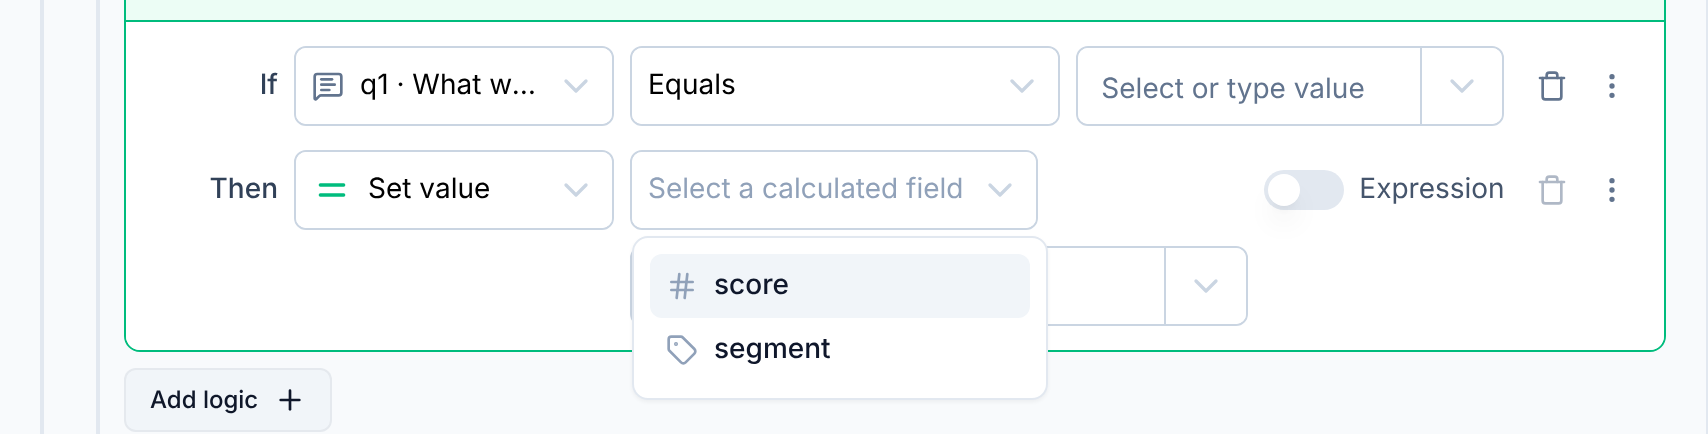 If q1 · What w... Equals Select or type value
Then Set value Select a calculated field Expression
score
segment
Add logic